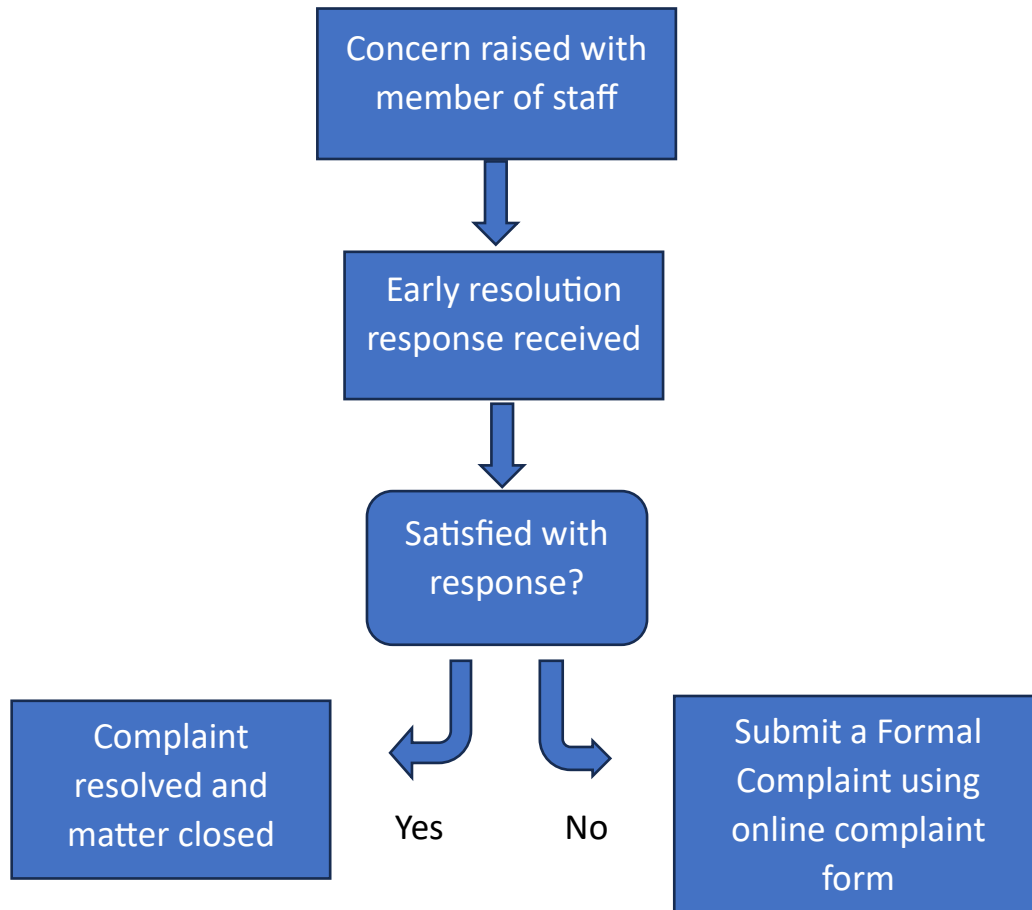 Concern raised with
member of staff
Early resolution
response received
Satisfied with
response?
Complaint
resolved and
matter closed
Yes
No
Submit a Formal
Complaint using
online complaint
form